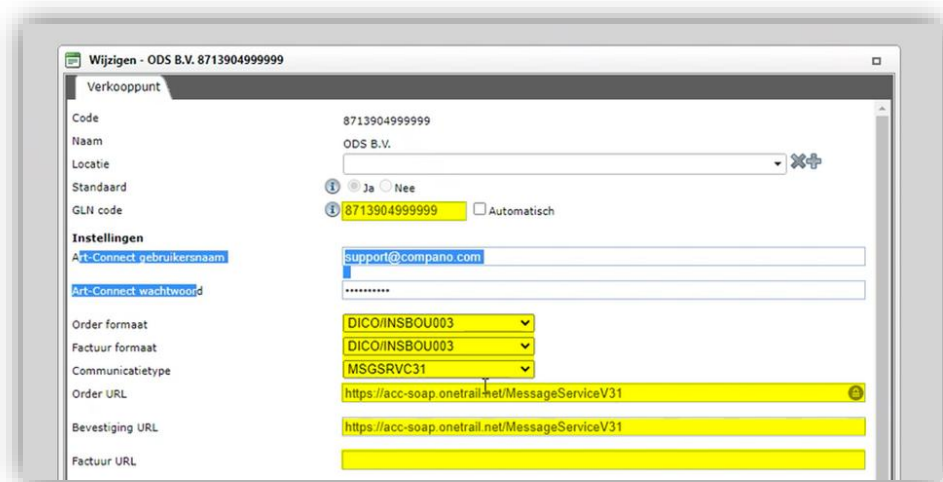 Wijzigen - ODS B.V. 8713904999999
Verkooppunt
Code 8713904999999
Naam ODS B.V.
Locatie
Standaard Ja Nee
GLN code 8713904999999 Automatisch
Instellingen
Art-Connect gebruikersnaam support@compano.com
Art-Connect wachtwoord ••••••••••
Order formaat DICO/INSBOU003
Factuur formaat DICO/INSBOU003
Communicatietype MSGSRVC31
Order URL https://acc-soap.onetrail.net/MessageServiceV31
Bevestiging URL https://acc-soap.onetrail.net/MessageServiceV31
Factuur URL